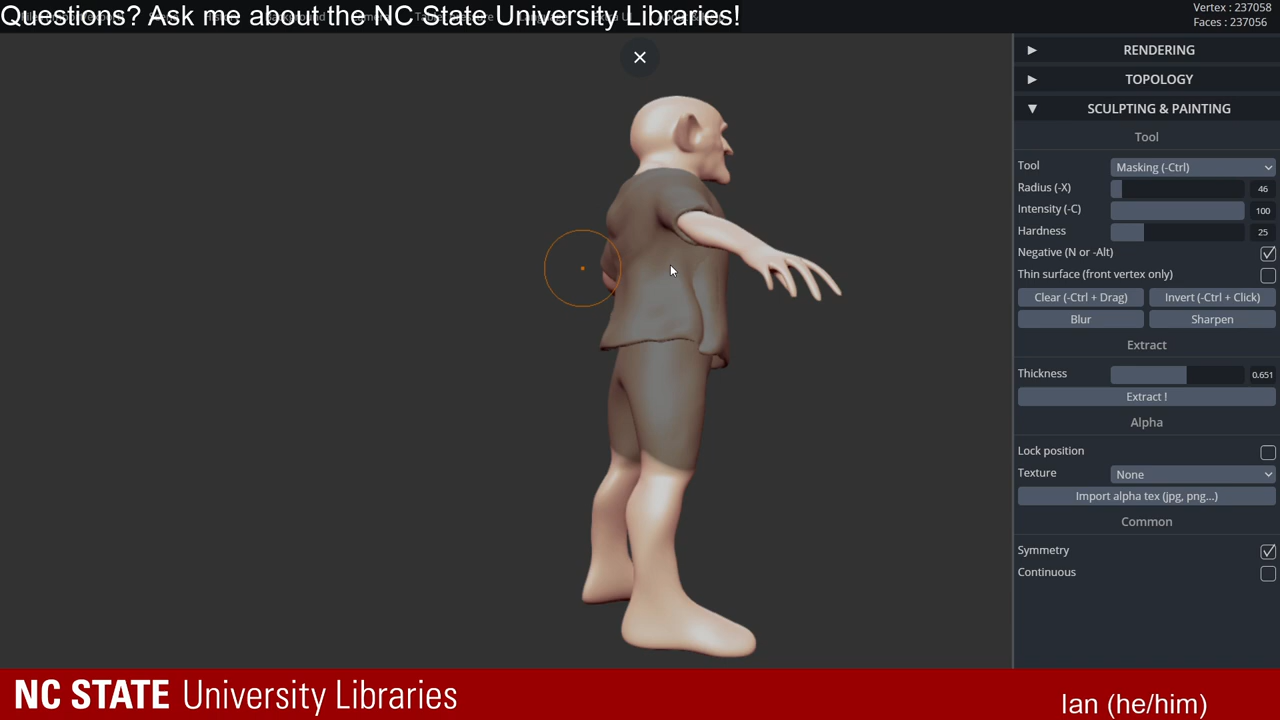 Questions? Ask me about the NC State University Libraries!
Vertex : 237058
Faces : 237056
RENDERING
TOPOLOGY
SCULPTING & PAINTING
Tool
Tool Masking (-Ctrl)
Radius (-X) 46
Intensity (-C) 100
Hardness 25
Negative (N or -Alt)
Thin surface (front vertex only)
Clear (-Ctrl + Drag) Invert (-Ctrl + Click)
Blur Sharpen
Extract
Thickness 0.651
Extract !
Alpha
Lock position
Texture None
Import alpha tex (jpg, png...)
Common
Symmetry
Continuous
NC STATE University Libraries
Ian (he/him)